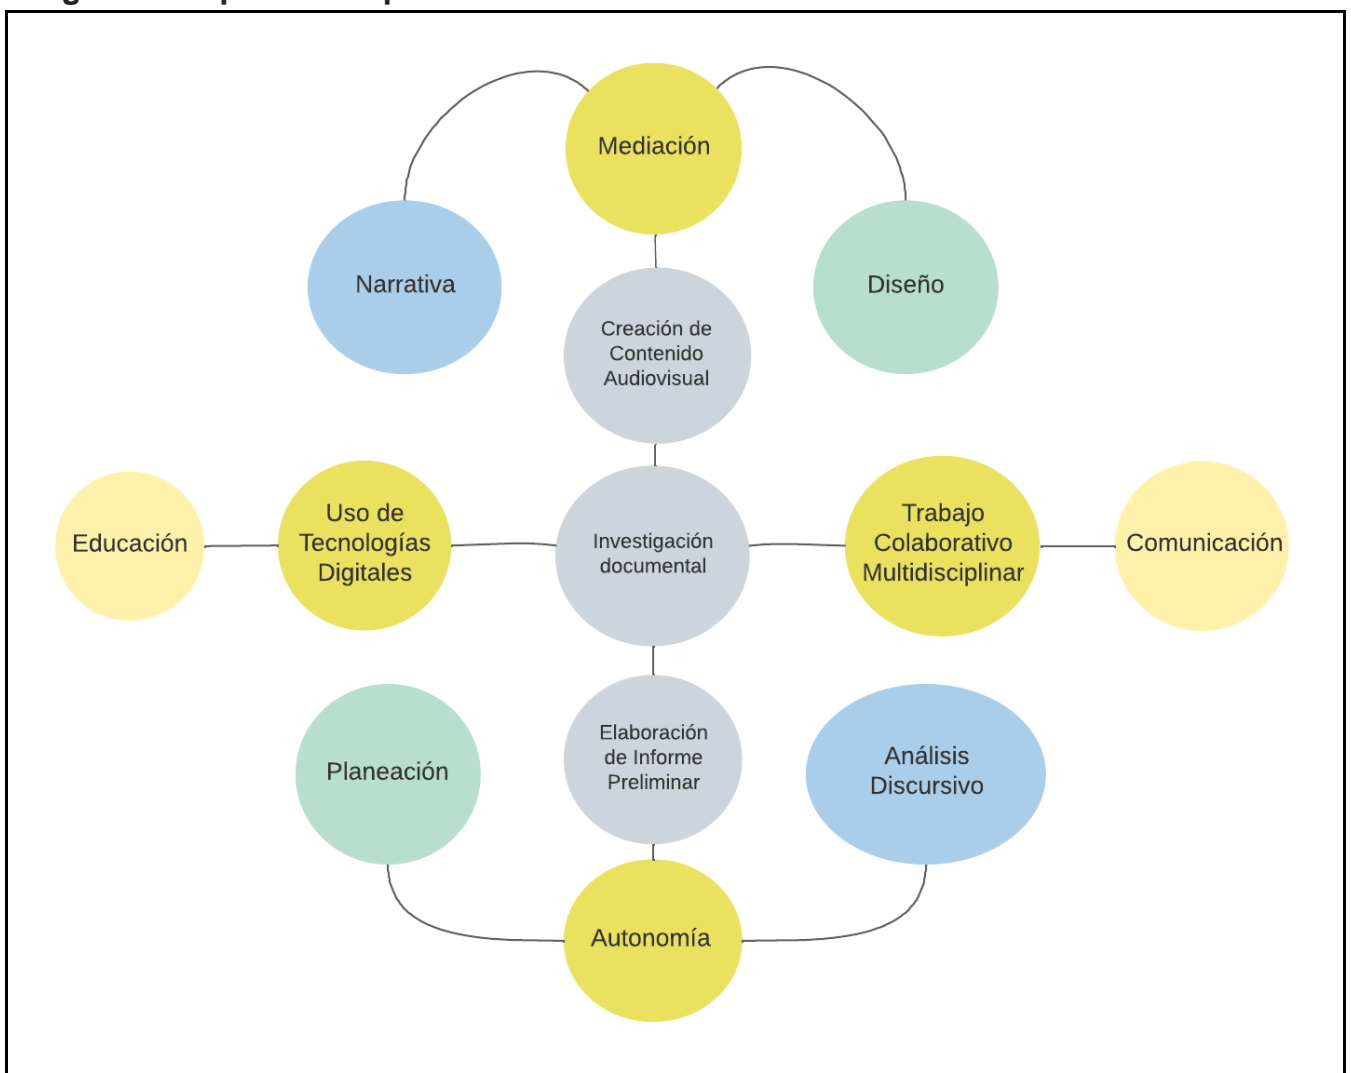 Mediación
Narrativa
Diseño
Creación de
Contenido
Audiovisual
Educación
Uso de
Tecnologías
Digitales
Investigación
documental
Trabajo
Colaborativo
Multidisciplinar
Comunicación
Planeación
Elaboración
de Informe
Preliminar
Análisis
Discursivo
Autonomía